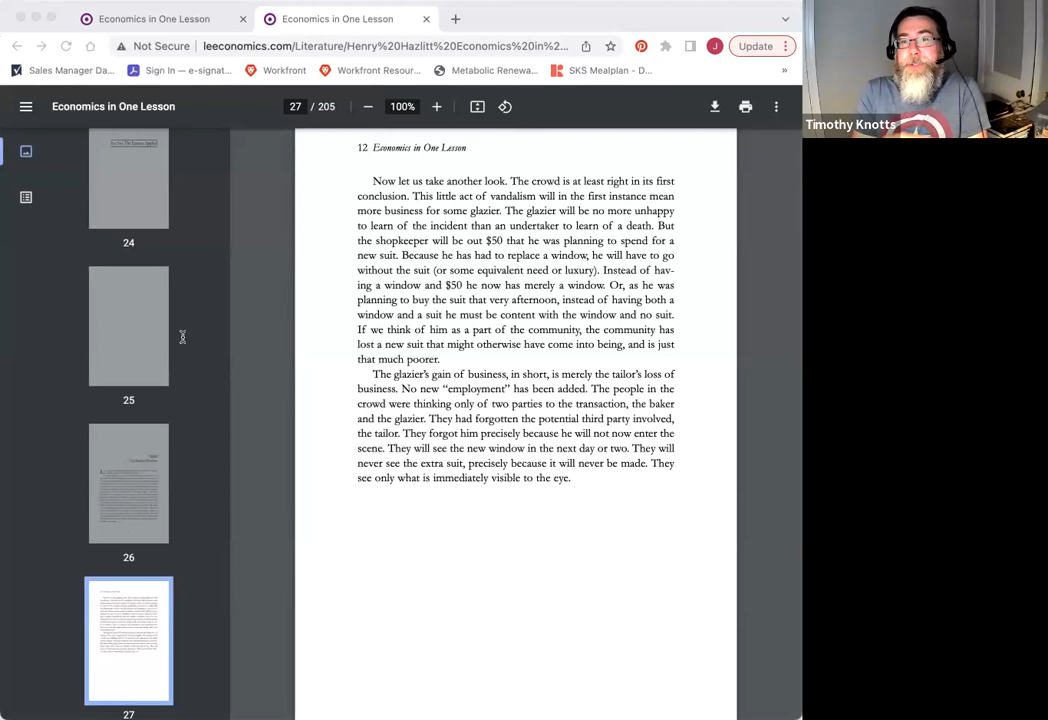 Economics in One Lesson
Economics in One Lesson
Not Secure
leeconomics.com/Literature/Henry%20Hazlitt%20Economics%20in%2...
J
Update
Sales Manager Da...
Sign In — e-signat...
Workfront
Workfront Resour...
Metabolic Renewa...
SKS Mealplan - D...
»
Economics in One Lesson
27 / 205
100%
Timothy Knotts
24
25
26
27
12 Economics in One Lesson
Now let us take another look. The crowd is at least right in its first
conclusion. This little act of vandalism will in the first instance mean
more business for some glazier. The glazier will be no more unhappy
to learn of the incident than an undertaker to learn of a death. But
the shopkeeper will be out $50 that he was planning to spend for a
new suit. Because he has had to replace a window, he will have to go
without the suit (or some equivalent need or luxury). Instead of hav-
ing a window and $50 he now has merely a window. Or, as he was
planning to buy the suit that very afternoon, instead of having both a
window and a suit he must be content with the window and no suit.
If we think of him as a part of the community, the community has
lost a new suit that might otherwise have come into being, and is just
that much poorer.
The glazier’s gain of business, in short, is merely the tailor’s loss of
business. No new “employment” has been added. The people in the
crowd were thinking only of two parties to the transaction, the baker
and the glazier. They had forgotten the potential third party involved,
the tailor. They forgot him precisely because he will not now enter the
scene. They will see the new window in the next day or two. They will
never see the extra suit, precisely because it will never be made. They
see only what is immediately visible to the eye.